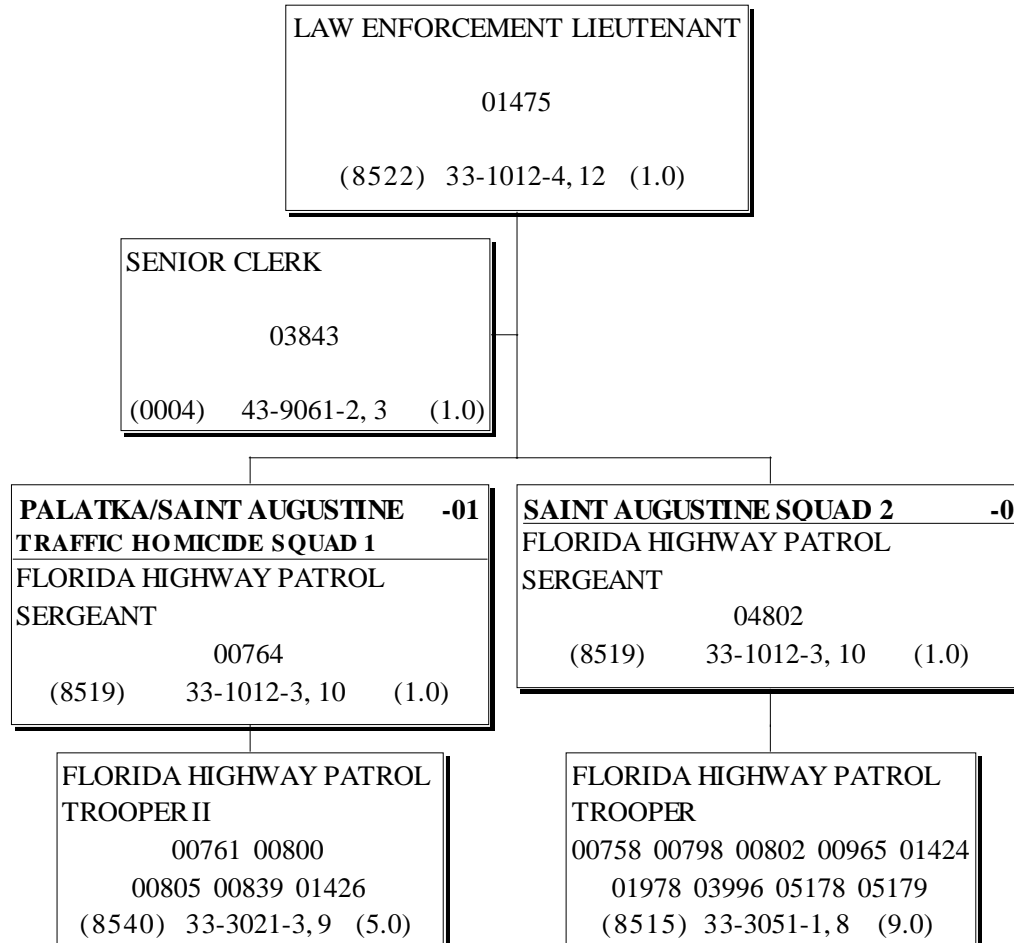 LAW ENFORCEMENT LIEUTENANT
01475
(8522) 33-1012-4, 12 (1.0)
SENIOR CLERK
03843
(0004) 43-9061-2, 3 (1.0)
PALATKA/SAINT AUGUSTINE -01
TRAFFIC HOMICIDE SQUAD 1
FLORIDA HIGHWAY PATROL
SERGEANT
00764
(8519) 33-1012-3, 10 (1.0)
SAINT AUGUSTINE SQUAD 2 -0
FLORIDA HIGHWAY PATROL
SERGEANT
04802
(8519) 33-1012-3, 10 (1.0)
FLORIDA HIGHWAY PATROL
TROOPER II
00761 00800
00805 00839 01426
(8540) 33-3021-3, 9 (5.0)
FLORIDA HIGHWAY PATROL
TROOPER
00758 00798 00802 00965 01424
01978 03996 05178 05179
(8515) 33-3051-1, 8 (9.0)